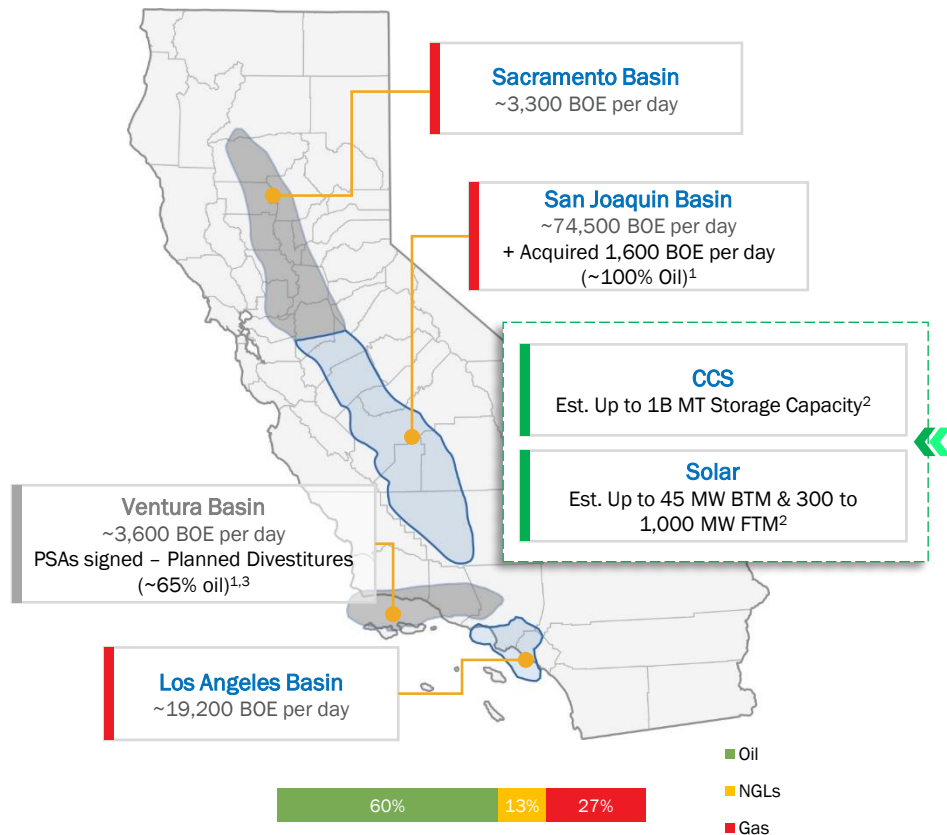 Sacramento Basin
~3,300 BOE per day
San Joaquin Basin
~74,500 BOE per day
+ Acquired 1,600 BOE per day
(~100% Oil)¹
CCS
Est. Up to 1B MT Storage Capacity²
Solar
Est. Up to 45 MW BTM & 300 to
1,000 MW FTM²
Ventura Basin
~3,600 BOE per day
PSAs signed – Planned Divestitures
(~65% oil)¹,³
Los Angeles Basin
~19,200 BOE per day
60%
13%
27%
Oil
NGLs
Gas